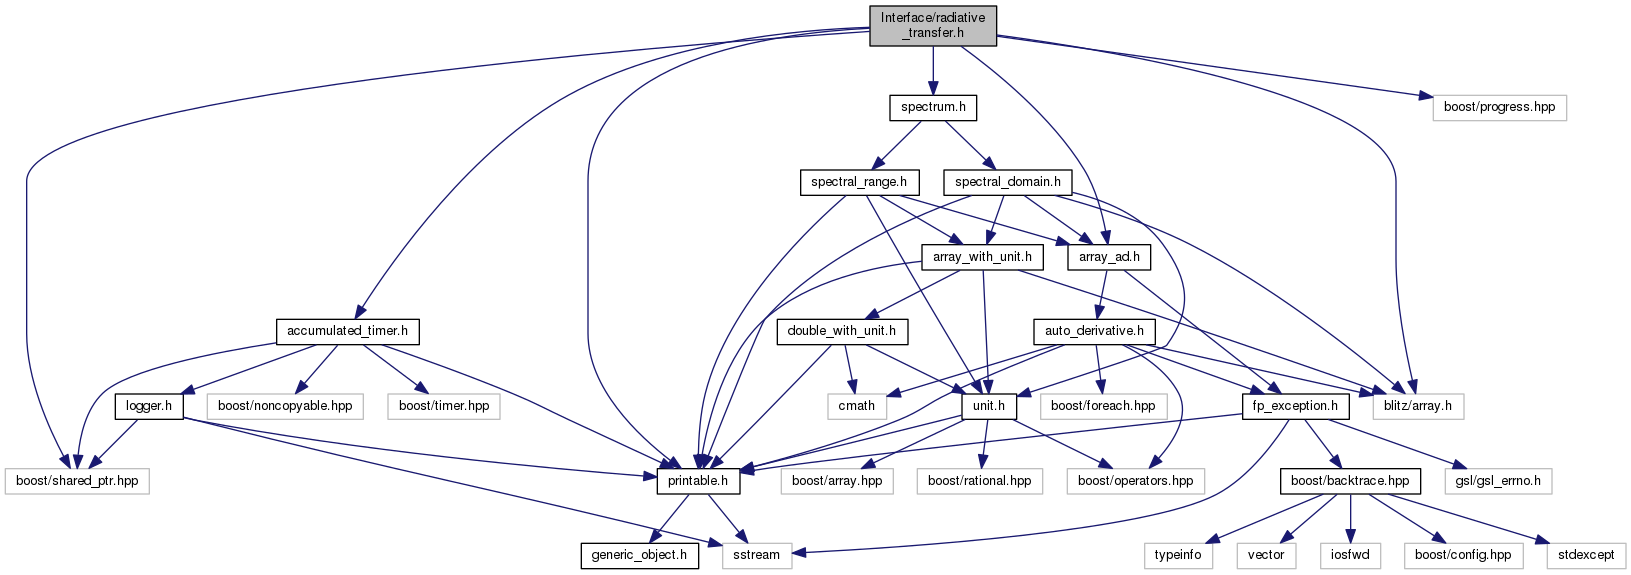 Interface/radiative
_transfer.h
spectrum.h
boost/progress.hpp
spectral_range.h
spectral_domain.h
array_with_unit.h
array_ad.h
accumulated_timer.h
double_with_unit.h
auto_derivative.h
logger.h
boost/noncopyable.hpp
boost/timer.hpp
cmath
unit.h
boost/foreach.hpp
fp_exception.h
blitz/array.h
boost/shared_ptr.hpp
printable.h
boost/array.hpp
boost/rational.hpp
boost/operators.hpp
boost/backtrace.hpp
gsl/gsl_errno.h
generic_object.h
sstream
typeinfo
vector
iosfwd
boost/config.hpp
stdexcept